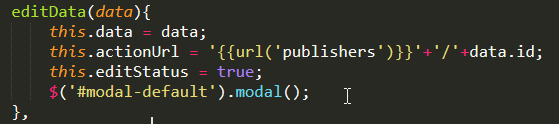 editData(data){
this.data = data;
this.actionUrl = '{{url('publishers')}}'+'/'+data.id;
this.editStatus = true;
$('#modal-default').modal();
},